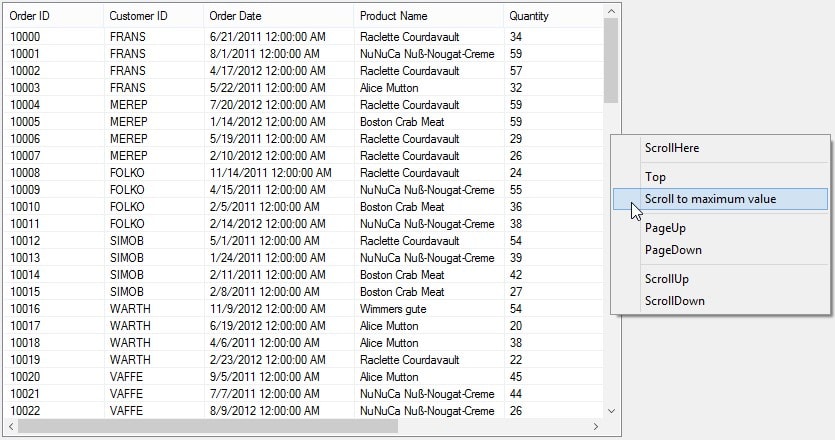 Order ID Customer ID Order Date Product Name Quantity
10000 FRANS 6/21/2011 12:00:00 AM Raclette Courdavault 34
10001 FRANS 8/1/2011 12:00:00 AM NuNuCa Nuß-Nougat-Creme 59
10002 FRANS 4/17/2012 12:00:00 AM Raclette Courdavault 57
10003 FRANS 5/22/2011 12:00:00 AM Alice Mutton 32
10004 MEREP 7/20/2012 12:00:00 AM Raclette Courdavault 59
10005 MEREP 1/14/2012 12:00:00 AM Boston Crab Meat 59
10006 MEREP 5/19/2011 12:00:00 AM Raclette Courdavault 29
10007 MEREP 2/10/2012 12:00:00 AM Raclette Courdavault 26
10008 FOLKO 11/14/2011 12:00:00 AM Raclette Courdavault 24
10009 FOLKO 4/15/2011 12:00:00 AM NuNuCa Nuß-Nougat-Creme 55
10010 FOLKO 2/5/2011 12:00:00 AM Boston Crab Meat 36
10011 FOLKO 2/14/2012 12:00:00 AM NuNuCa Nuß-Nougat-Creme 38
10012 SIMOB 5/1/2011 12:00:00 AM Raclette Courdavault 54
10013 SIMOB 1/24/2011 12:00:00 AM NuNuCa Nuß-Nougat-Creme 39
10014 SIMOB 2/11/2011 12:00:00 AM Boston Crab Meat 42
10015 SIMOB 2/8/2011 12:00:00 AM Boston Crab Meat 27
10016 WARTH 11/9/2012 12:00:00 AM Wimmers gute 54
10017 WARTH 6/19/2012 12:00:00 AM Alice Mutton 20
10018 WARTH 4/6/2011 12:00:00 AM Alice Mutton 38
10019 WARTH 2/23/2012 12:00:00 AM Raclette Courdavault 22
10020 VAFFE 9/5/2011 12:00:00 AM Alice Mutton 45
10021 VAFFE 7/7/2011 12:00:00 AM NuNuCa Nuß-Nougat-Creme 44
10022 VAFFE 8/9/2012 12:00:00 AM NuNuCa Nuß-Nougat-Creme 26
ScrollHere
Top
Scroll to maximum value
PageUp
PageDown
ScrollUp
ScrollDown